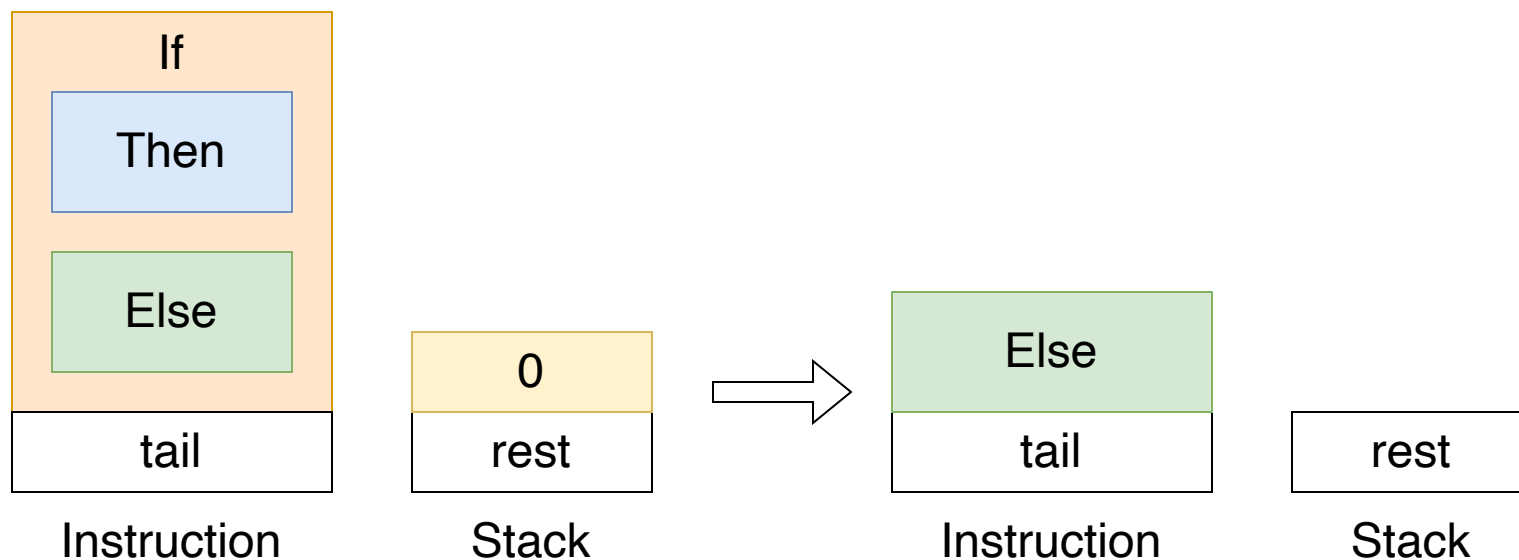 If
Then
Else
0
Else
tail
rest
tail
rest
Instruction
Stack
Instruction
Stack